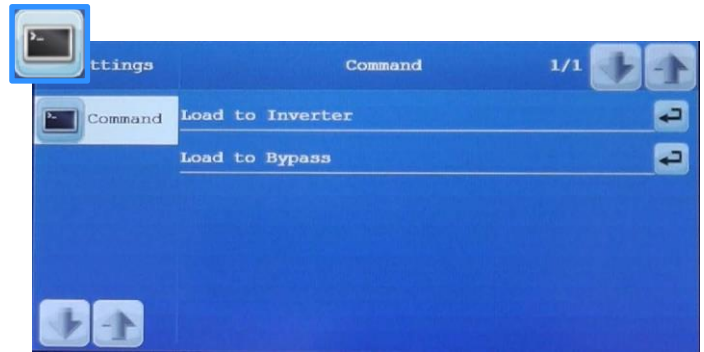 ttings Command 1/1
Command Load to Inverter
Load to Bypass